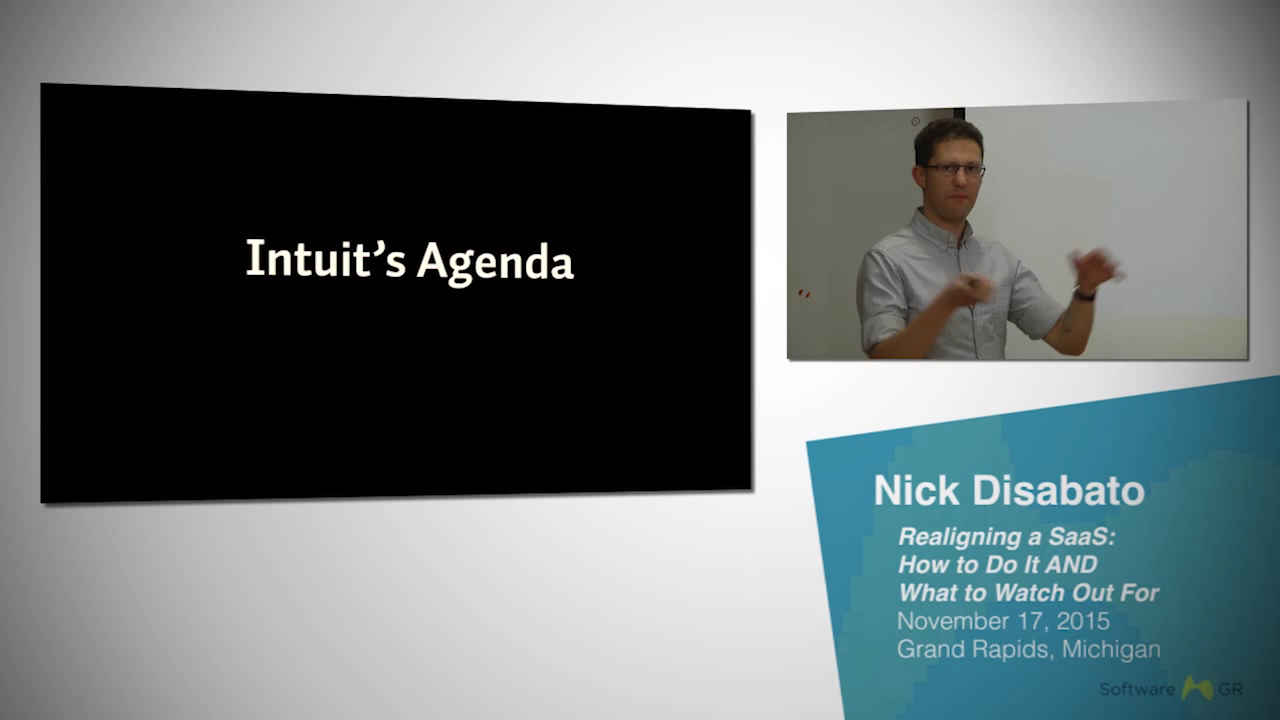 Intuit’s Agenda
Nick Disabato
Realigning a SaaS:
How to Do It AND
What to Watch Out For
November 17, 2015
Grand Rapids, Michigan
Software GR